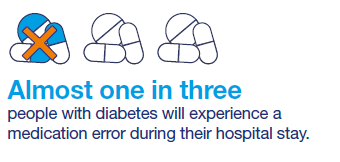 Almost one in three
people with diabetes will experience a
medication error during their hospital stay.